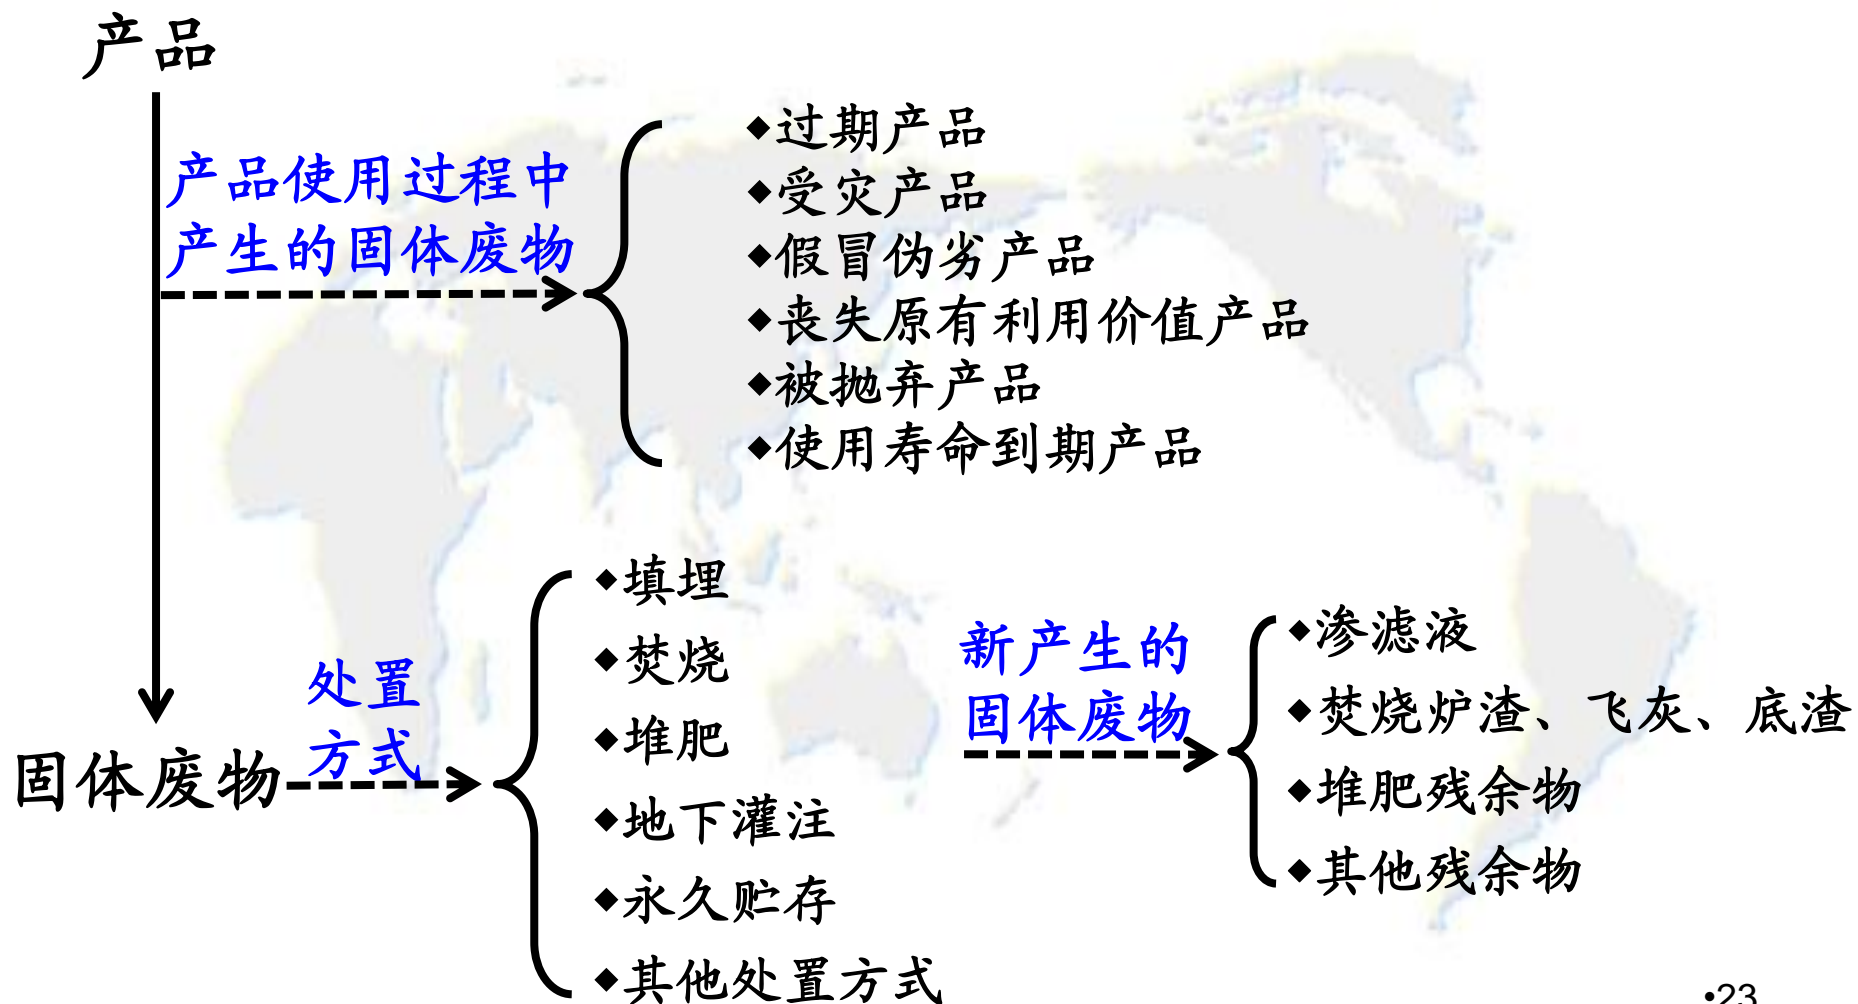 产品
产品使用过程中
产生的固体废物
◆过期产品
◆受灾产品
◆假冒伪劣产品
◆丧失原有利用价值产品
◆被抛弃产品
◆使用寿命到期产品
固体废物
处置
方式
◆填埋
◆焚烧
◆堆肥
◆地下灌注
◆永久贮存
◆其他处置方式
新产生的
固体废物
◆渗滤液
◆焚烧炉渣、飞灰、底渣
◆堆肥残余物
◆其他残余物
•23